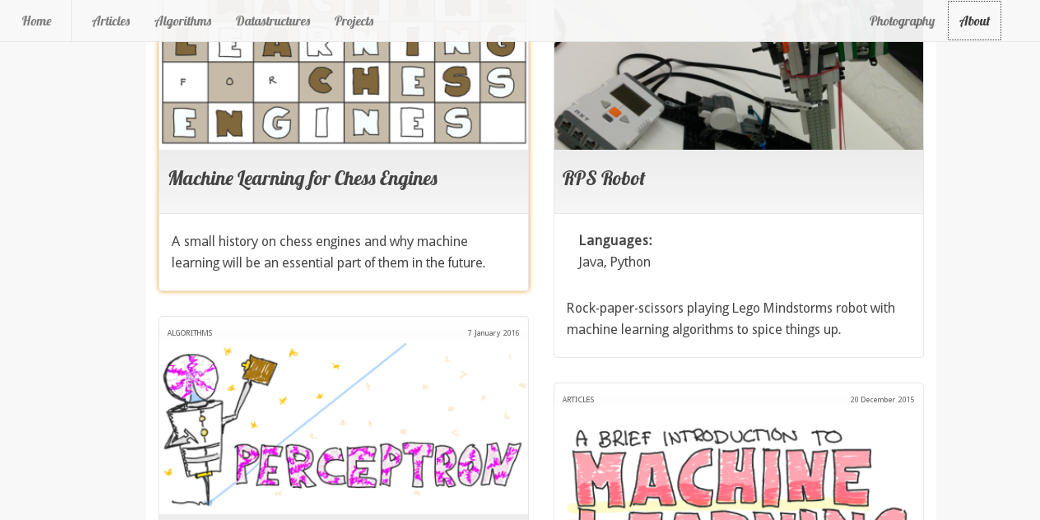 Home
Articles
Algorithms
Datastructures
Projects
Photography
About
LEARNING
FOR CHESS
ENGINES
Machine Learning for Chess Engines
A small history on chess engines and why machine
learning will be an essential part of them in the future.
RPS Robot
Languages:
Java, Python
Rock-paper-scissors playing Lego Mindstorms robot with
machine learning algorithms to spice things up.
ALGORITHMS
7 January 2016
PERCEPTRON
ARTICLES
20 December 2015
A BRIEF INTRODUCTION TO
MACHINE
LEARNING